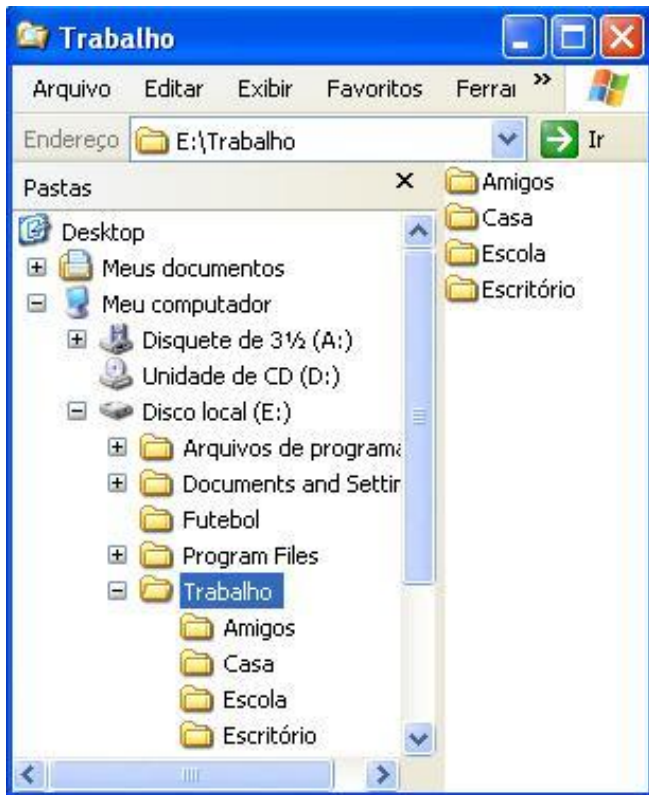 Trabalho
Arquivo Editar Exibir Favoritos Ferrai »
Endereço E:\Trabalho Ir
Pastas
Desktop
Meus documentos
Meu computador
Disquete de 3½ (A:)
Unidade de CD (D:)
Disco local (E:)
Arquivos de programa
Documents and Settin
Futebol
Program Files
Trabalho
Amigos
Casa
Escola
Escritório
Amigos
Casa
Escola
Escritório